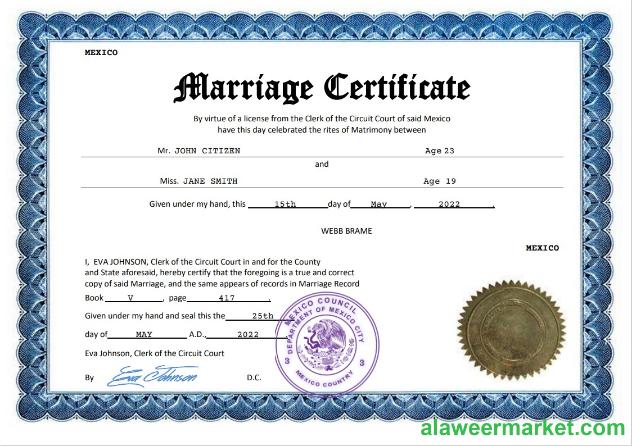 MEXICO
Marriage Certificate
By virtue of a license from the Clerk of the Circuit Court of said Mexico
have this day celebrated the rites of Matrimony between
Mr. JOHN CITIZEN Age 23
and
Miss. JANE SMITH Age 19
Given under my hand, this 15th day of May , 2022 .
WEBB BRAME
MEXICO
I, EVA JOHNSON, Clerk of the Circuit Court in and for the County
and State aforesaid, hereby certify that the foregoing is a true and correct
copy of said Marriage, and the same appears of records in Marriage Record
Book V , page 417 .
Given under my hand and seal this the 25th
day of MAY A.D., 2022
Eva Johnson, Clerk of the Circuit Court
By Eva Johnson D.C.
MEXICO COUNCIL
DEPARTMENT OF MEXICO CITY
3 3
MEXICO COUNTRY
alaweermarket.com